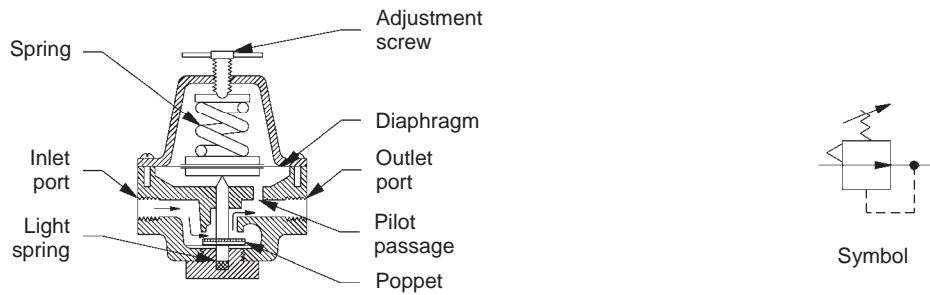 Adjustment
screw
Spring
Diaphragm
Inlet
port
Outlet
port
Pilot
passage
Light
spring
Poppet
Symbol